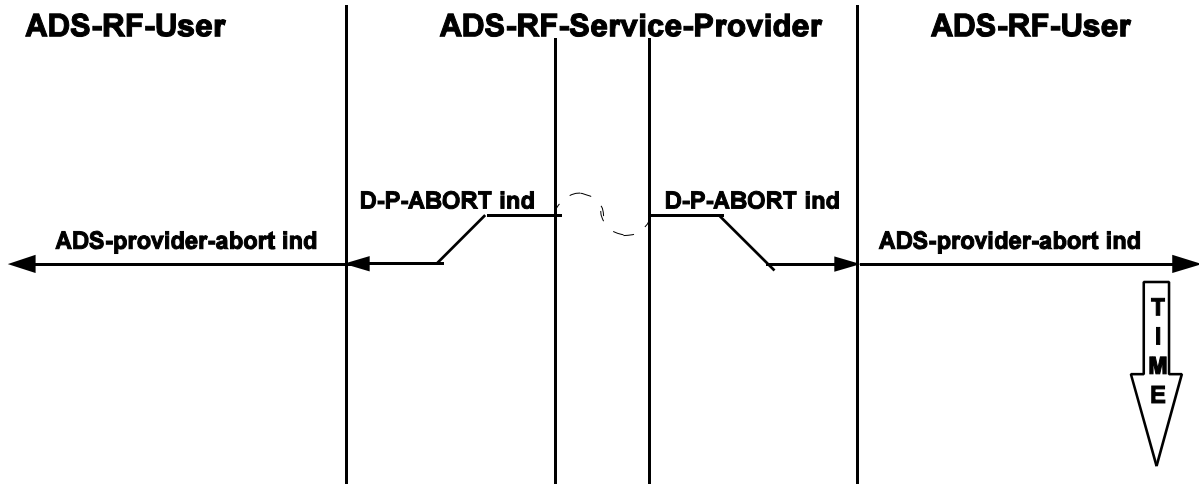 ADS-RF-User
ADS-RF-Service-Provider
ADS-RF-User
D-P-ABORT ind
D-P-ABORT ind
ADS-provider-abort ind
ADS-provider-abort ind
TIME